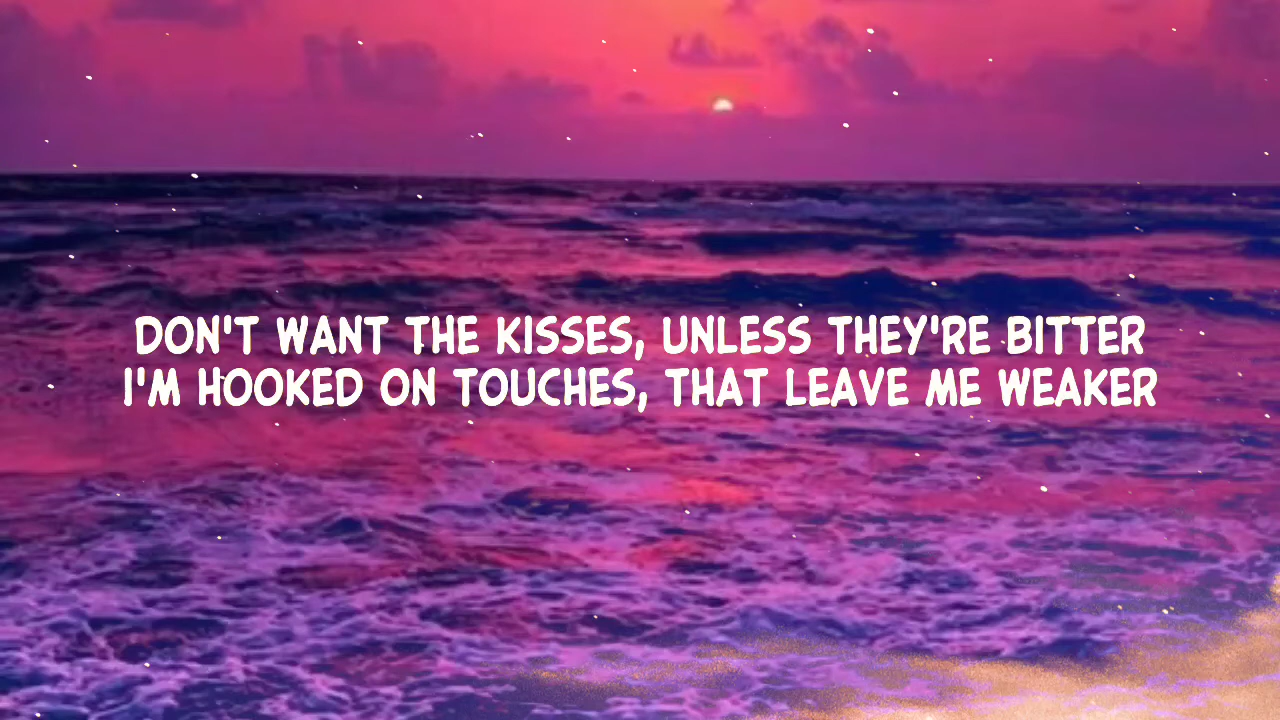 DON'T WANT THE KISSES, UNLESS THEY'RE BITTER
I'M HOOKED ON TOUCHES, THAT LEAVE ME WEAKER